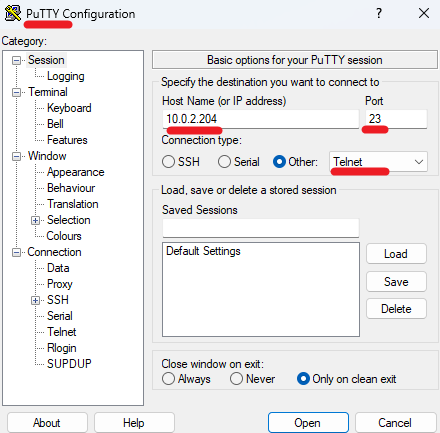 PuTTY Configuration
?
Category:
Session
Logging
Terminal
Keyboard
Bell
Features
Window
Appearance
Behaviour
Translation
Selection
Colours
Connection
Data
Proxy
SSH
Serial
Telnet
Rlogin
SUPDUP
Basic options for your PuTTY session
Specify the destination you want to connect to
Host Name (or IP address) Port
10.0.2.204 23
Connection type:
SSH Serial Other: Telnet
Load, save or delete a stored session
Saved Sessions
Default Settings
Load
Save
Delete
Close window on exit:
Always Never Only on clean exit
About Help Open Cancel